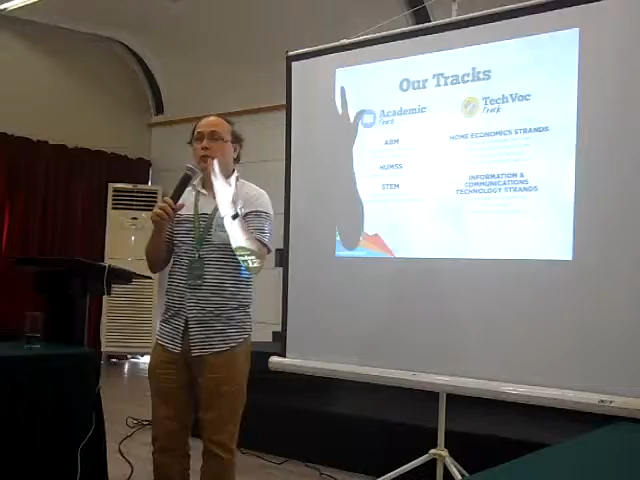 Our Tracks
Academic
Track
TechVoc
Track
ABM
HOME ECONOMICS STRANDS
HUMSS
STEM
INFORMATION &
COMMUNICATIONS
TECHNOLOGY STRANDS